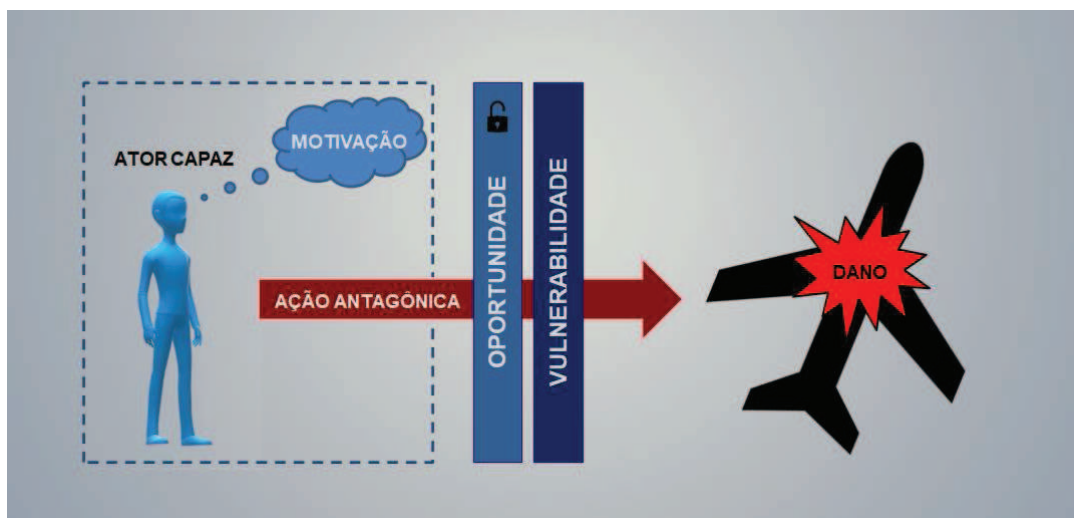 MOTIVAÇÃO
ATOR CAPAZ
AÇÃO ANTAGÔNICA
OPORTUNIDADE
VULNERABILIDADE
DANO